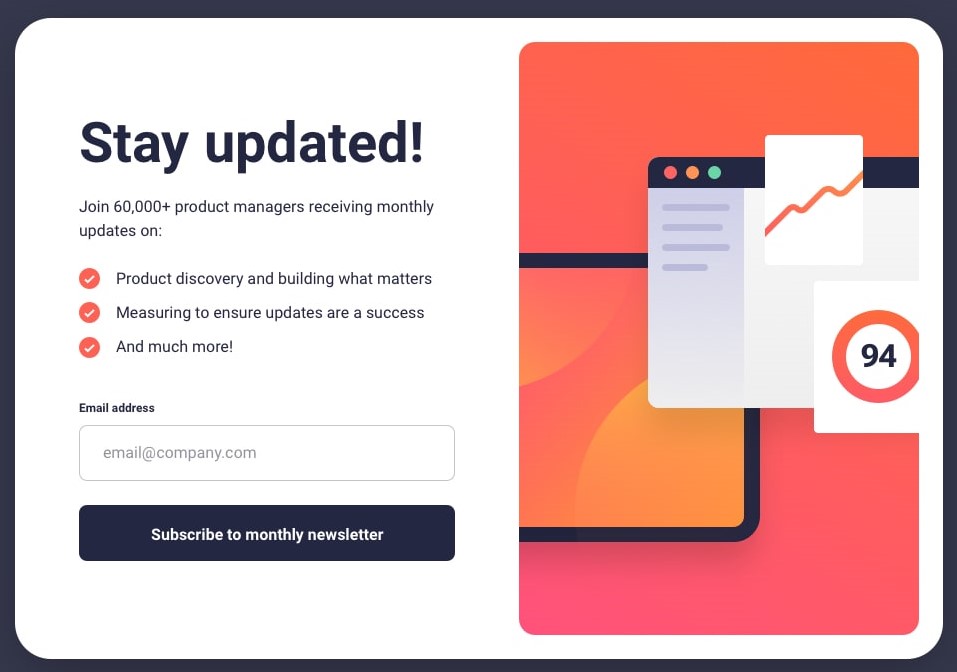 Stay updated!
Join 60,000+ product managers receiving monthly
updates on:
Product discovery and building what matters
Measuring to ensure updates are a success
And much more!
Email address
email@company.com
Subscribe to monthly newsletter
94